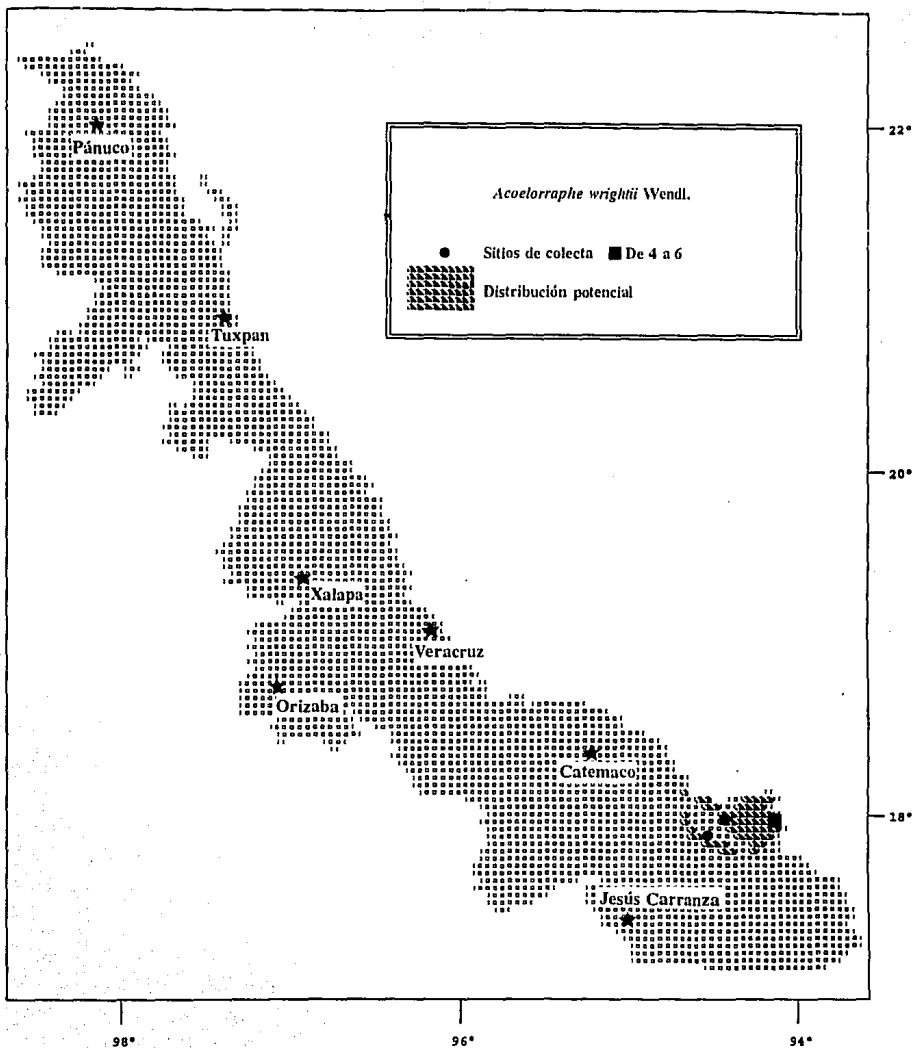 Pánuco
22°
Acoelorraphe wrightii Wendl.
Sitios de colecta De 4 a 6
Distribución potencial
Tuxpan
20°
Xalapa
Veracruz
Orizaba
Catemaco
18°
Jesús Carranza
98° 96° 94°